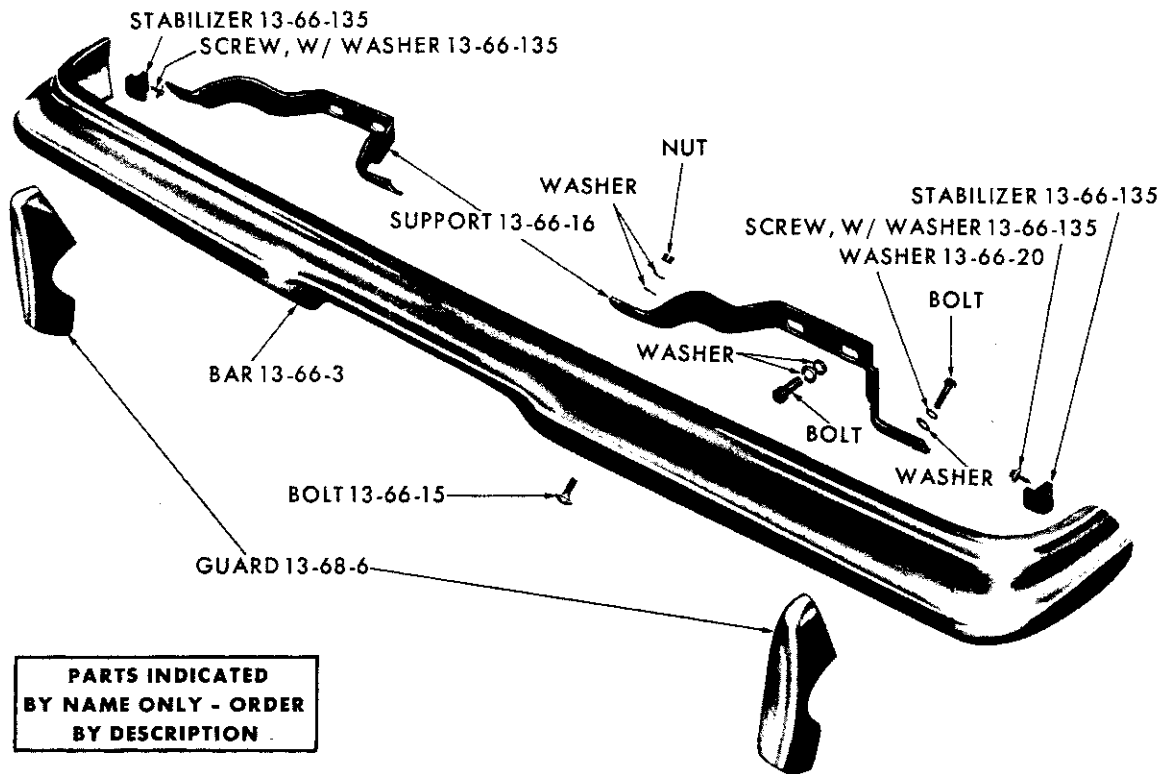 STABILIZER 13-66-135
SCREW, W/ WASHER 13-66-135
NUT
WASHER
STABILIZER 13-66-135
SUPPORT 13-66-16
SCREW, W/ WASHER 13-66-135
WASHER 13-66-20
BOLT
WASHER
BAR 13-66-3
BOLT
WASHER
BOLT 13-66-15
GUARD 13-68-6
PARTS INDICATED
BY NAME ONLY - ORDER
BY DESCRIPTION